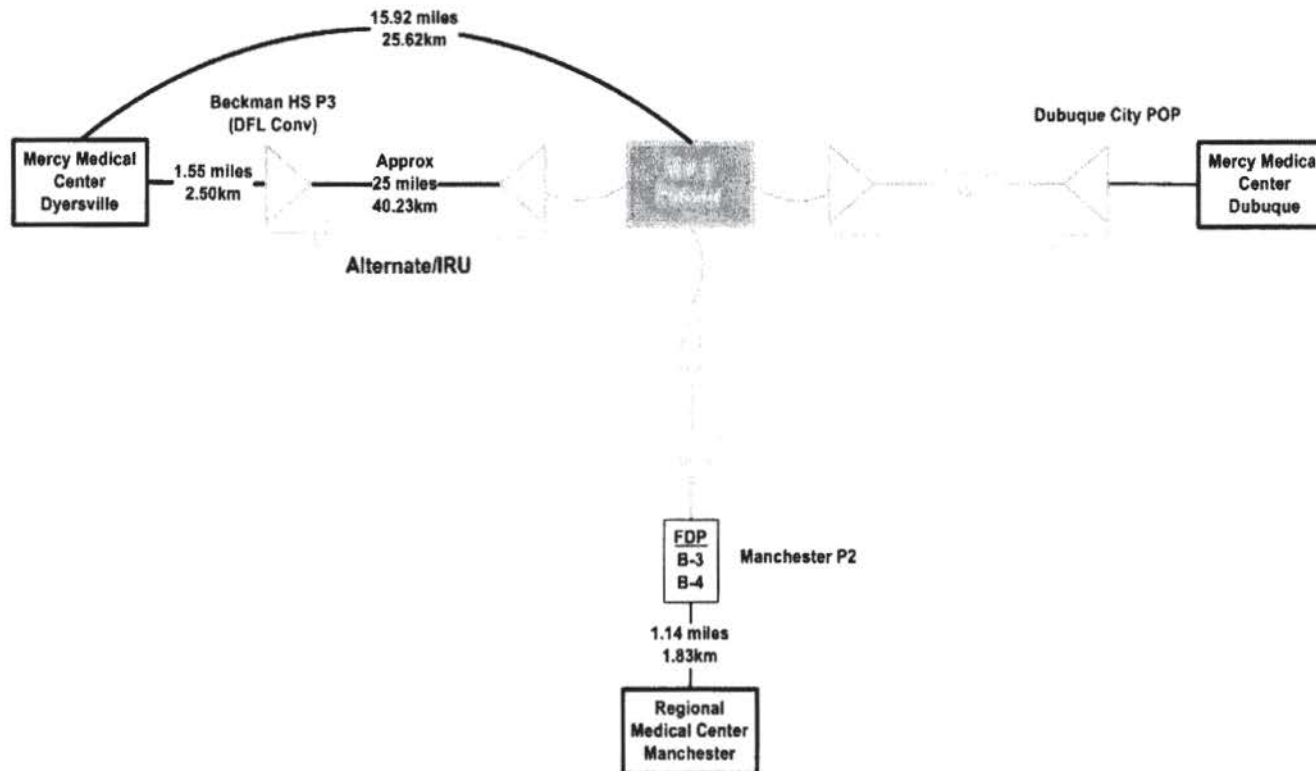 15.92 miles
25.62km
Beckman HS P3
(DFL Conv)
Dubuque City POP
Mercy Medical
Center
Dyersville
1.55 miles
2.50km
Approx
25 miles
40.23km
Mercy Medical
Center
Dubuque
Alternate/IRU
FDP
B-3
B-4
Manchester P2
1.14 miles
1.83km
Regional
Medical Center
Manchester